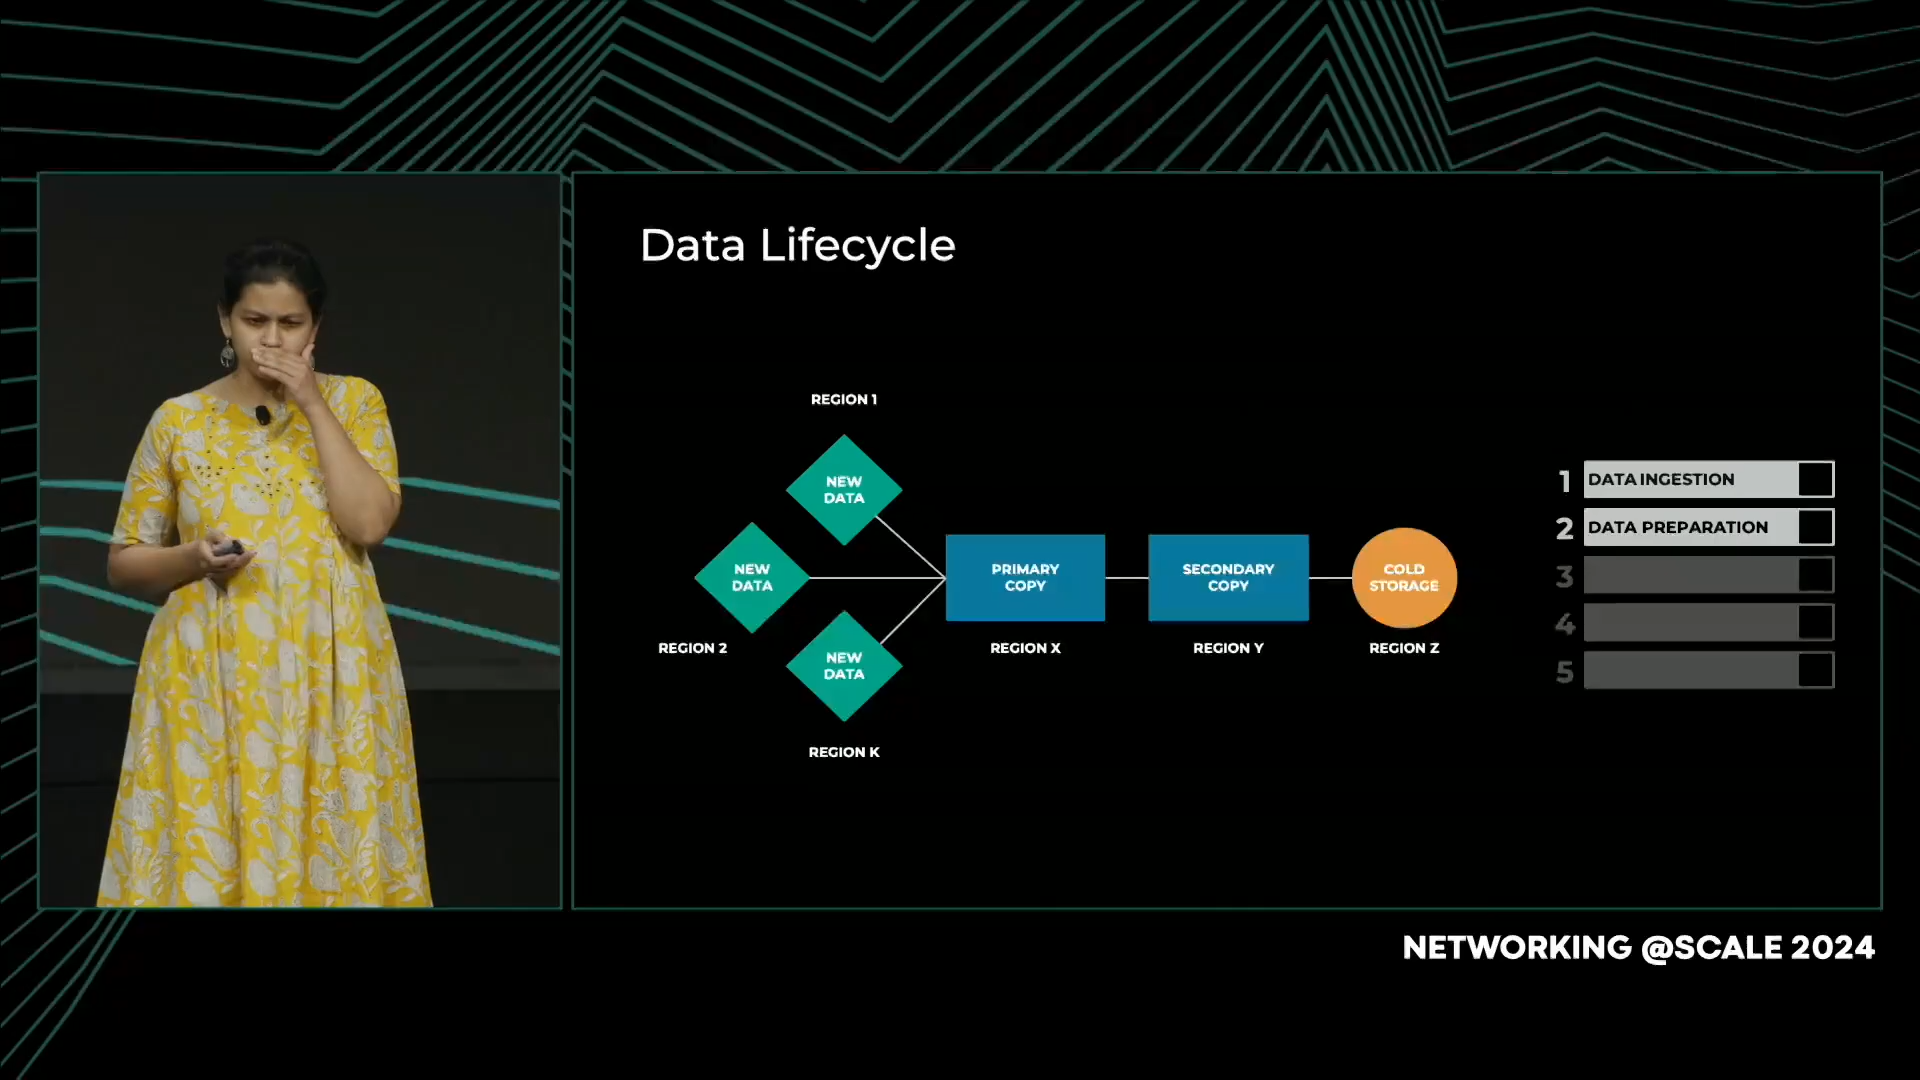 Data Lifecycle
REGION 1
NEW
DATA
NEW
DATA
REGION 2
NEW
DATA
REGION K
PRIMARY
COPY
REGION X
SECONDARY
COPY
REGION Y
COLD
STORAGE
REGION Z
1 DATA INGESTION
2 DATA PREPARATION
3
4
5
NETWORKING @SCALE 2024